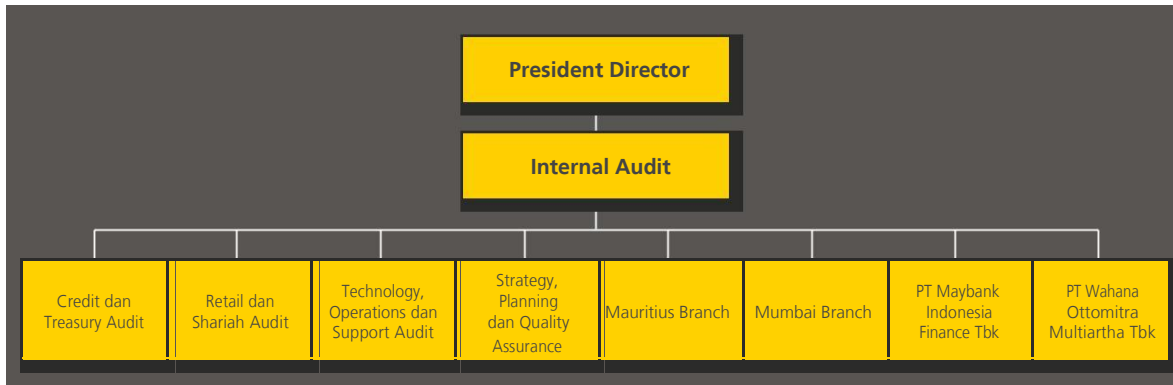 President Director
Internal Audit
Credit dan
Treasury Audit
Retail dan
Shariah Audit
Technology,
Operations dan
Support Audit
Strategy,
Planning
dan Quality
Assurance
Mauritius Branch
Mumbai Branch
PT Maybank
Indonesia
Finance Tbk
PT Wahana
Ottomitra
Multiartha Tbk